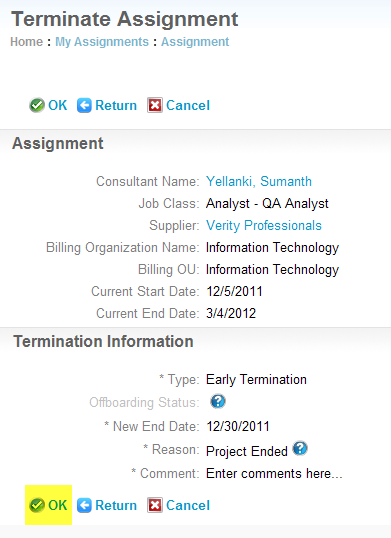 Terminate Assignment
Home : My Assignments : Assignment
OK Return Cancel
Assignment
Consultant Name: Yellanki, Sumanth
Job Class: Analyst - QA Analyst
Supplier: Verity Professionals
Billing Organization Name: Information Technology
Billing OU: Information Technology
Current Start Date: 12/5/2011
Current End Date: 3/4/2012
Termination Information
* Type: Early Termination
Offboarding Status: ?
* New End Date: 12/30/2011
* Reason: Project Ended ?
* Comment: Enter comments here...
OK Return Cancel